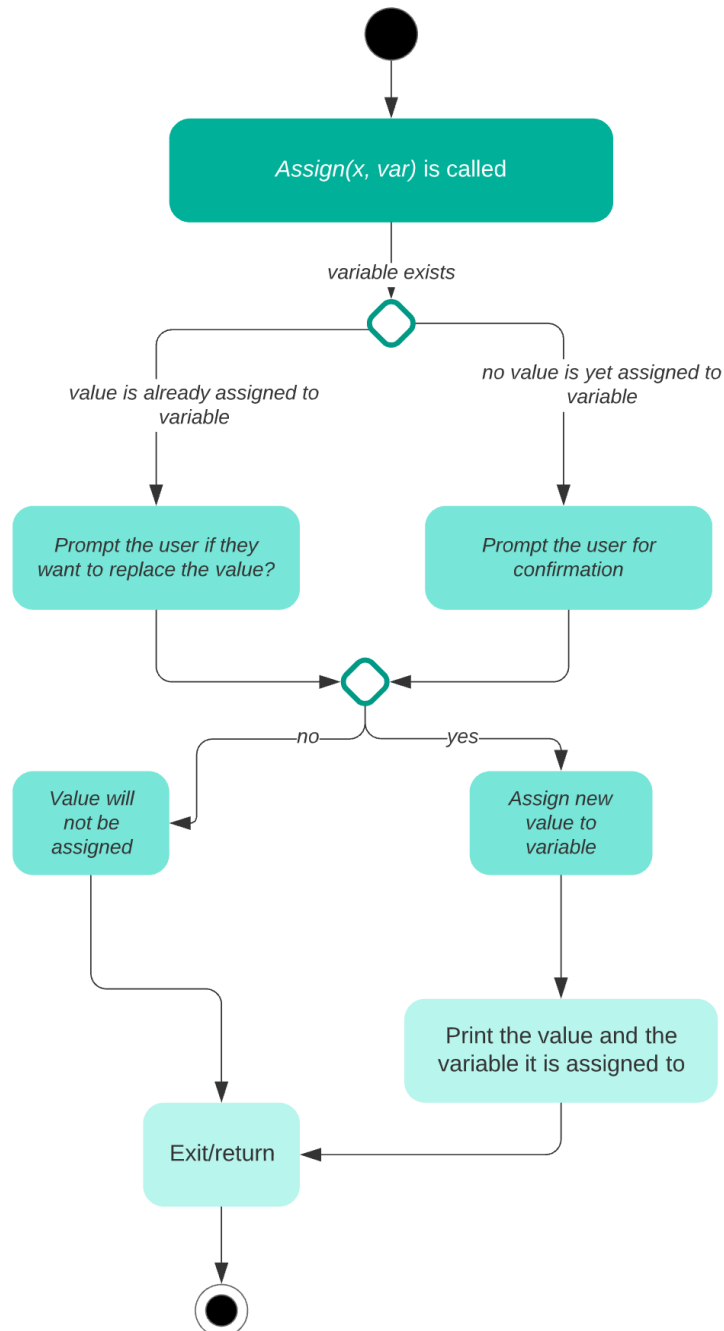 Assign(x, var) is called
variable exists
value is already assigned to
variable
no value is yet assigned to
variable
Prompt the user if they
want to replace the value?
Prompt the user for
confirmation
no
yes
Value will
not be
assigned
Assign new
value to
variable
Print the value and the
variable it is assigned to
Exit/return